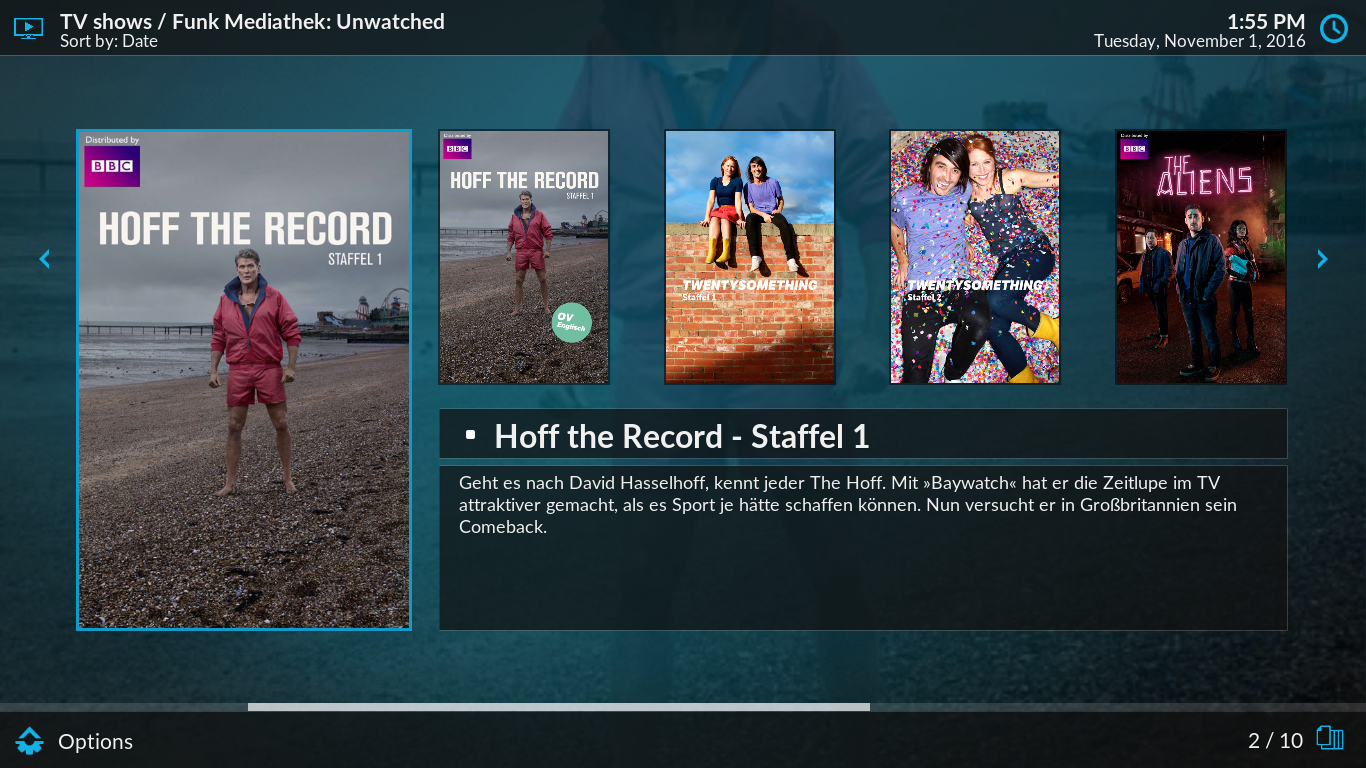 TV shows / Funk Mediathek: Unwatched
Sort by: Date
1:55 PM
Tuesday, November 1, 2016
Distributed by
BBC
HOFF THE RECORD
STAFFEL 1
Distributed by
BBC
HOFF THE RECORD
STAFFEL 1
OV
Englisch
TWENTYSOMETHING
Staffel 1
TWENTYSOMETHING
Staffel 2
Distributed by
BBC
THE
ALIENS
Hoff the Record - Staffel 1
Geht es nach David Hasselhoff, kennt jeder The Hoff. Mit »Baywatch« hat er die Zeitlupe im TV
attraktiver gemacht, als es Sport je hätte schaffen können. Nun versucht er in Großbritannien sein
Comeback.
Options
2 / 10